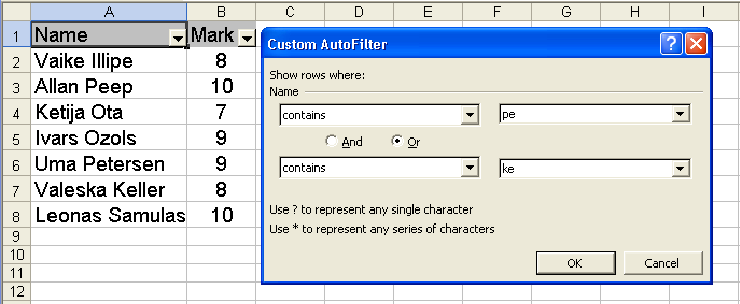 A B C D E F G H I
1 Name Mark
2 Vaike Illipe 8
3 Allan Peep 10
4 Ketija Ota 7
5 Ivars Ozols 9
6 Uma Petersen 9
7 Valeska Keller 8
8 Leonas Samulas 10
9
10
11
12
Custom AutoFilter
Show rows where:
Name
contains pe
And Or
contains ke
Use ? to represent any single character
Use * to represent any series of characters
OK Cancel